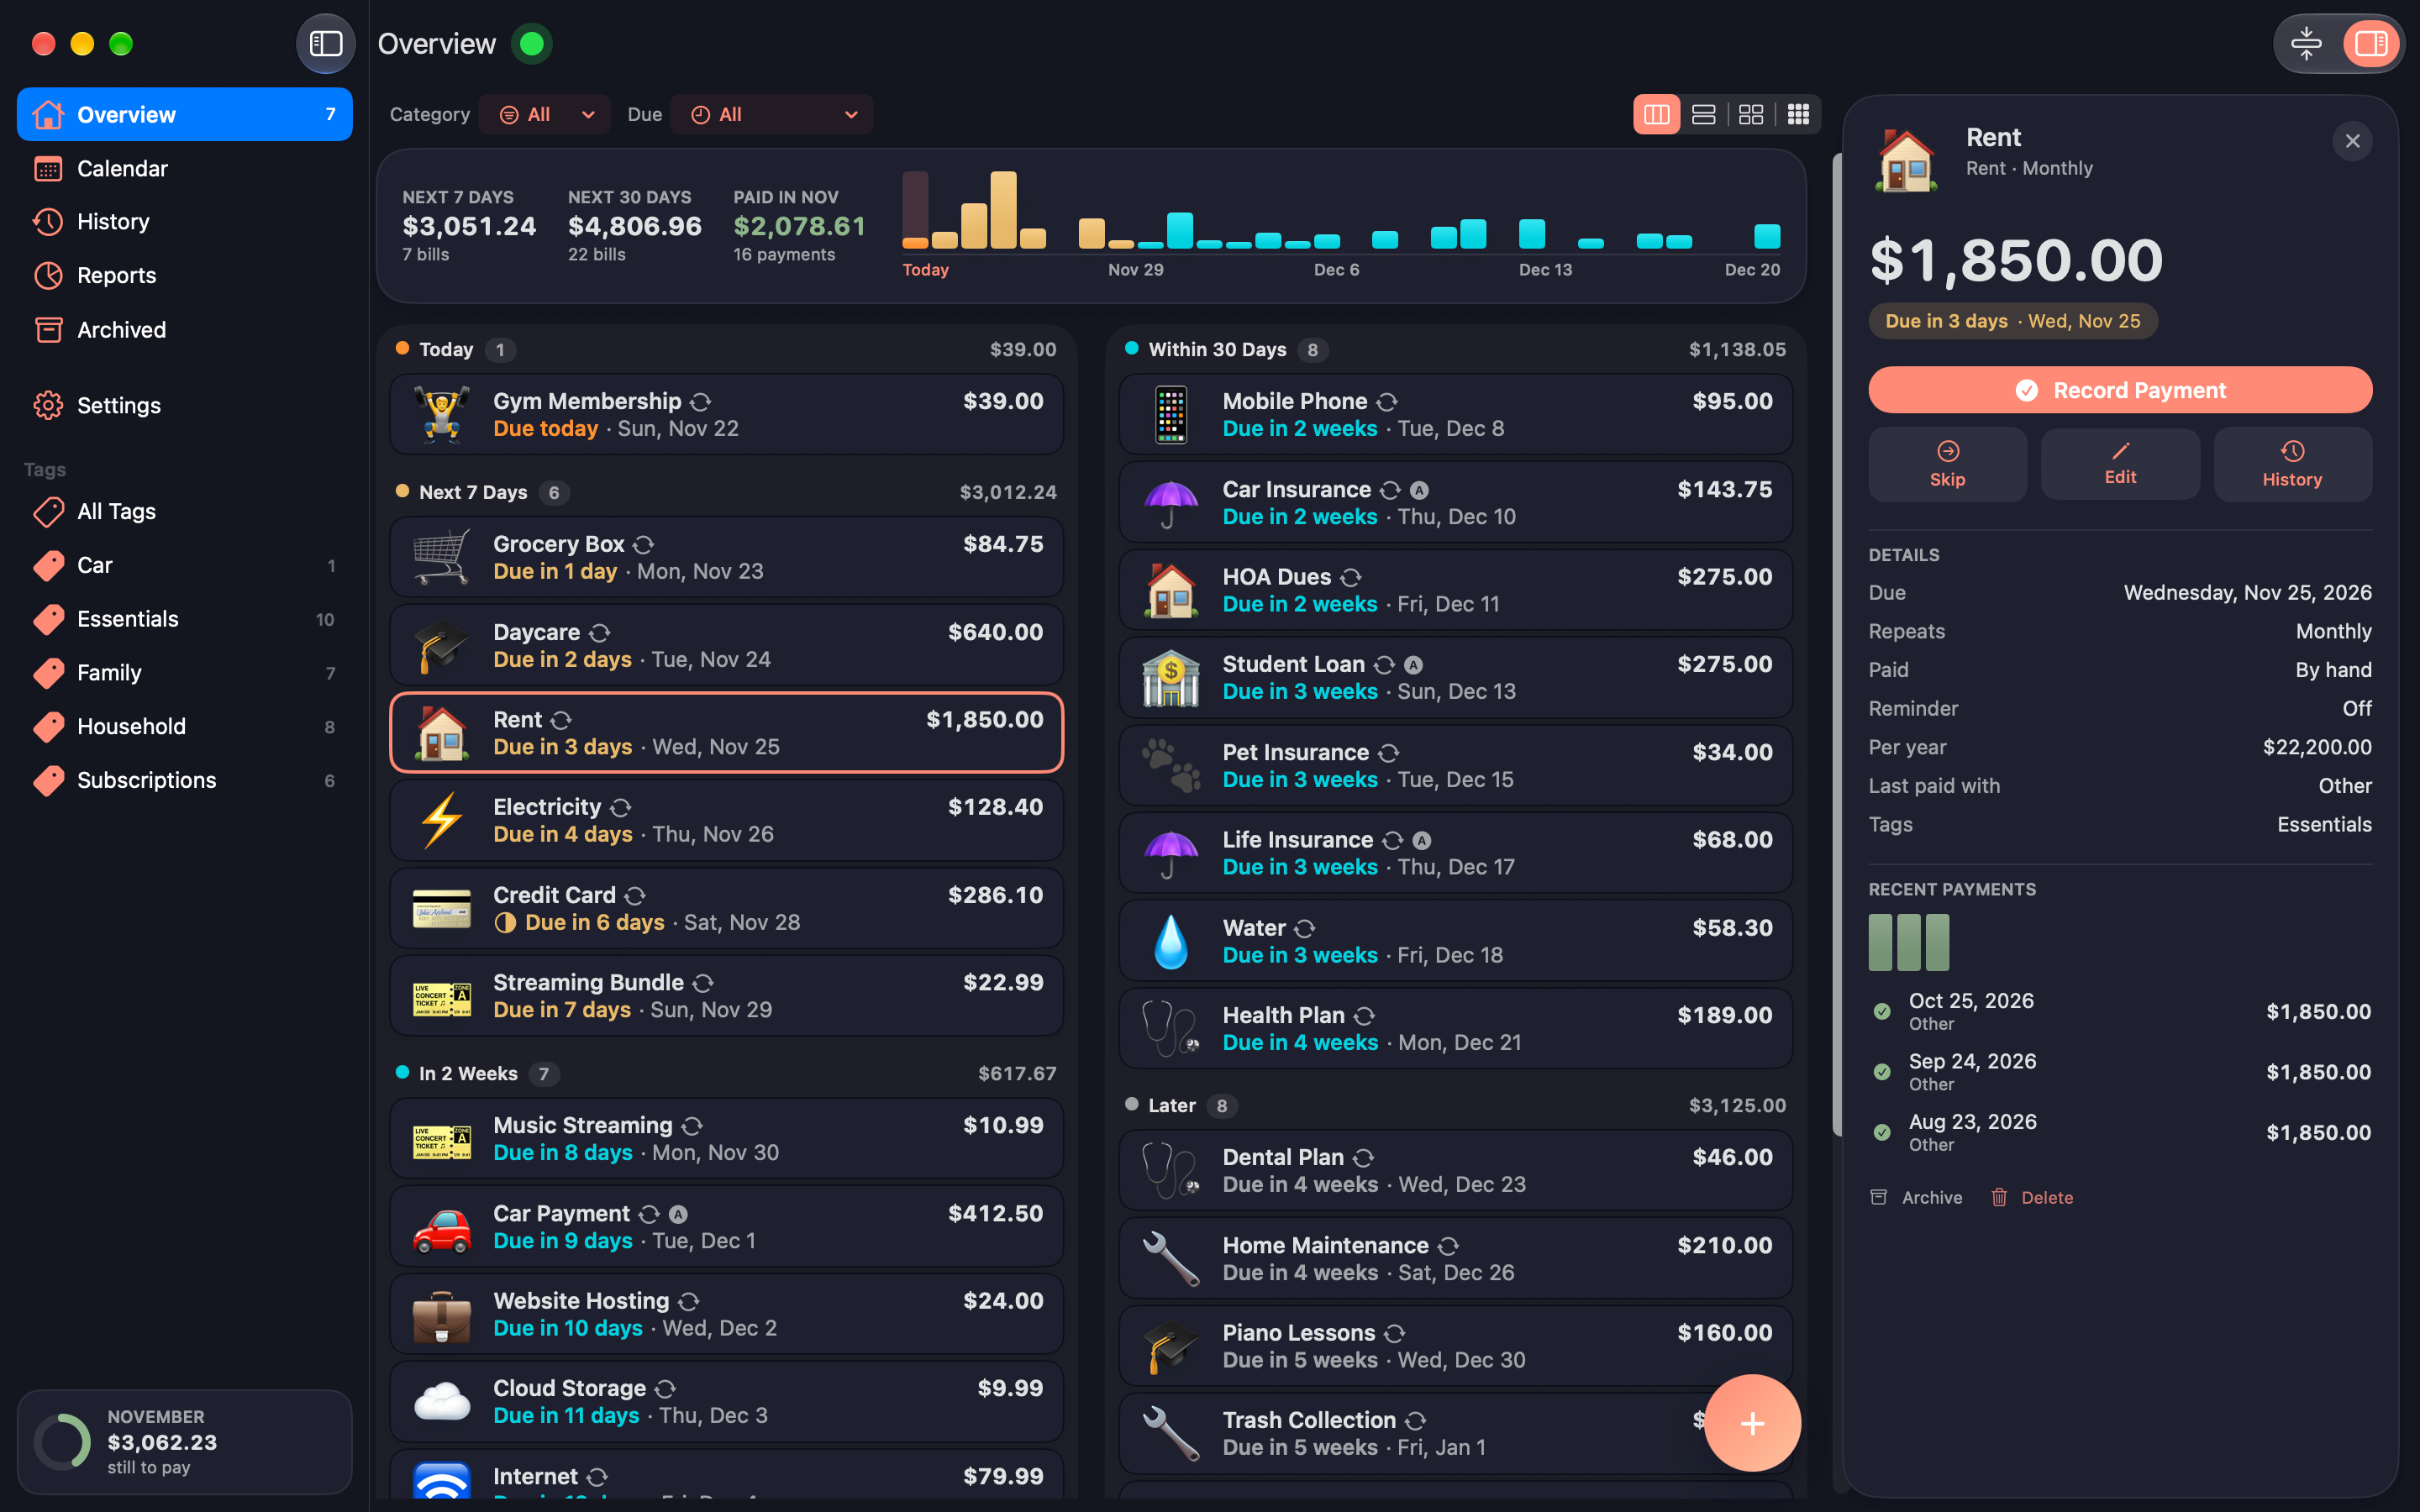 Overview
Overview 7
Calendar
History
Reports
Archived
Settings
Tags
All Tags
Car 1
Essentials 10
Family 7
Household 8
Subscriptions 6
NOVEMBER
$3,062.23
still to pay
Category All Due All
NEXT 7 DAYS
$3,051.24
7 bills
NEXT 30 DAYS
$4,806.96
22 bills
PAID IN NOV
$2,078.61
16 payments
Today Nov 29 Dec 6 Dec 13 Dec 20
Today 1 $39.00
Gym Membership $39.00
Due today · Sun, Nov 22
Next 7 Days 6 $3,012.24
Grocery Box $84.75
Due in 1 day · Mon, Nov 23
Daycare $640.00
Due in 2 days · Tue, Nov 24
Rent $1,850.00
Due in 3 days · Wed, Nov 25
Electricity $128.40
Due in 4 days · Thu, Nov 26
Credit Card $286.10
Due in 6 days · Sat, Nov 28
Streaming Bundle $22.99
Due in 7 days · Sun, Nov 29
In 2 Weeks 7 $617.67
Music Streaming $10.99
Due in 8 days · Mon, Nov 30
Car Payment A $412.50
Due in 9 days · Tue, Dec 1
Website Hosting $24.00
Due in 10 days · Wed, Dec 2
Cloud Storage $9.99
Due in 11 days · Thu, Dec 3
Internet $79.99
Within 30 Days 8 $1,138.05
Mobile Phone $95.00
Due in 2 weeks · Tue, Dec 8
Car Insurance A $143.75
Due in 2 weeks · Thu, Dec 10
HOA Dues $275.00
Due in 2 weeks · Fri, Dec 11
Student Loan A $275.00
Due in 3 weeks · Sun, Dec 13
Pet Insurance $34.00
Due in 3 weeks · Tue, Dec 15
Life Insurance A $68.00
Due in 3 weeks · Thu, Dec 17
Water $58.30
Due in 3 weeks · Fri, Dec 18
Health Plan $189.00
Due in 4 weeks · Mon, Dec 21
Later 8 $3,125.00
Dental Plan $46.00
Due in 4 weeks · Wed, Dec 23
Home Maintenance $210.00
Due in 4 weeks · Sat, Dec 26
Piano Lessons $160.00
Due in 5 weeks · Wed, Dec 30
Trash Collection $
Due in 5 weeks · Fri, Jan 1
Rent
Rent · Monthly
$1,850.00
Due in 3 days · Wed, Nov 25
Record Payment
Skip Edit History
DETAILS
Due Wednesday, Nov 25, 2026
Repeats Monthly
Paid By hand
Reminder Off
Per year $22,200.00
Last paid with Other
Tags Essentials
RECENT PAYMENTS
Oct 25, 2026
Other
$1,850.00
Sep 24, 2026
Other
$1,850.00
Aug 23, 2026
Other
$1,850.00
Archive Delete